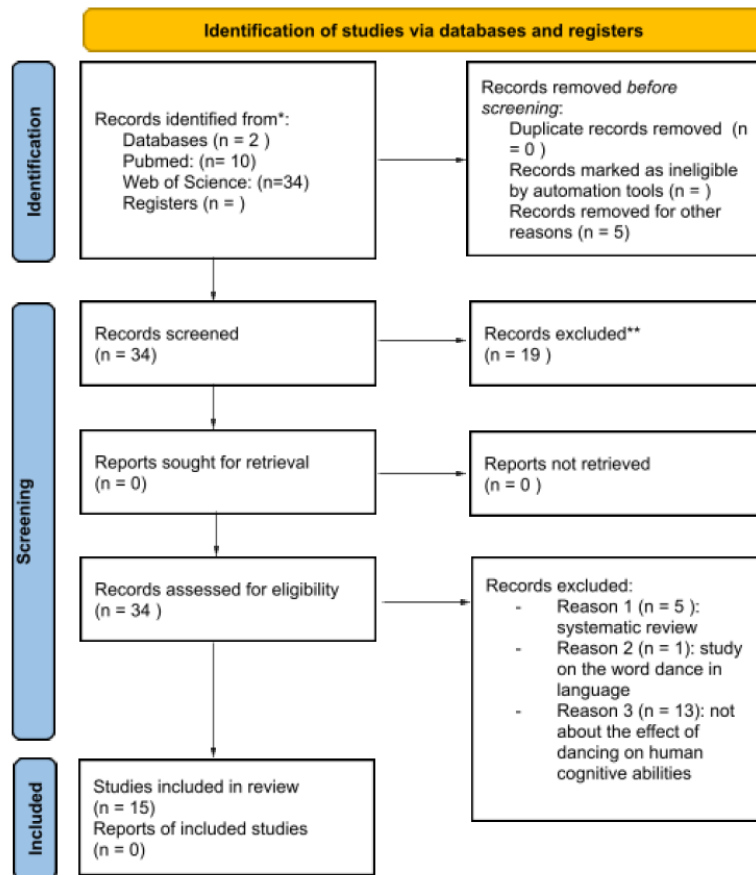 Identification of studies via databases and registers
Identification
Records identified from*:
Databases (n = 2 )
Pubmed: (n= 10)
Web of Science: (n=34)
Registers (n = )
Records removed before
screening:
Duplicate records removed (n
= 0 )
Records marked as ineligible
by automation tools (n = )
Records removed for other
reasons (n = 5)
Screening
Records screened
(n = 34)
Records excluded**
(n = 19 )
Reports sought for retrieval
(n = 0)
Reports not retrieved
(n = 0 )
Records assessed for eligibility
(n = 34 )
Records excluded:
- Reason 1 (n = 5 ):
systematic review
- Reason 2 (n = 1): study
on the word dance in
language
- Reason 3 (n = 13): not
about the effect of
dancing on human
cognitive abilities
Included
Studies included in review
(n = 15)
Reports of included studies
(n = 0)